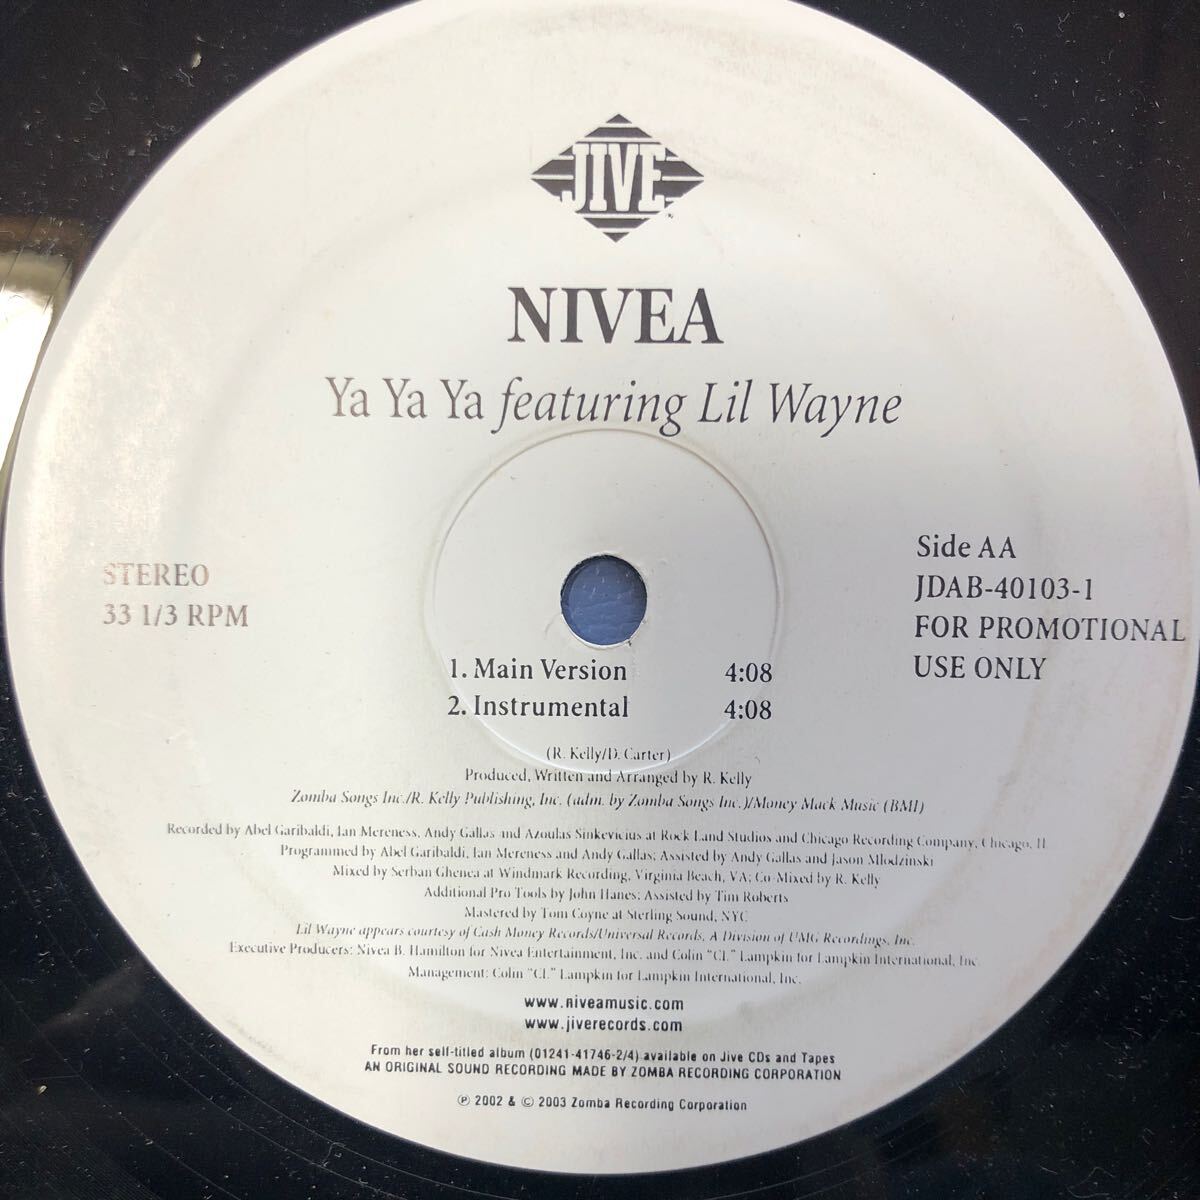 JIVE
NIVEA
Ya Ya Ya featuring Lil Wayne
STEREO
33 1/3 RPM
Side AA
JDAB-40103-1
FOR PROMOTIONAL
USE ONLY
1. Main Version 4:08
2. Instrumental 4:08
(R. Kelly/D. Carter)
Produced, Written and Arranged by R. Kelly
Zomba Songs Inc./R. Kelly Publishing, Inc. (adm. by Zomba Songs Inc.)/Money Mack Music (BMI)
Recorded by Abel Garibaldi, Ian Mereness, Andy Gallas and Azoulas Sinkevicius at Rock Land Studios and Chicago Recording Company, Chicago, IL
Programmed by Abel Garibaldi, Ian Mereness and Andy Gallas; Assisted by Andy Gallas and Jason Mlodzinski
Mixed by Serban Ghenea at Windmark Recording, Virginia Beach, VA; Co-Mixed by R. Kelly
Additional Pro Tools by John Hanes; Assisted by Tim Roberts
Mastered by Tom Coyne at Sterling Sound, NYC
Lil Wayne appears courtesy of Cash Money Records/Universal Records, A Division of UMG Recordings, Inc.
Executive Producers: Nivea B. Hamilton for Nivea Entertainment, Inc. and Colin "CL" Lampkin for Lampkin International, Inc.
Management: Colin "CL" Lampkin for Lampkin International, Inc.
www.niveamusic.com
www.jiverecords.com
From her self-titled album (01241-41746-2/4) available on Jive CDs and Tapes
AN ORIGINAL SOUND RECORDING MADE BY ZOMBA RECORDING CORPORATION
℗ 2002 & © 2003 Zomba Recording Corporation